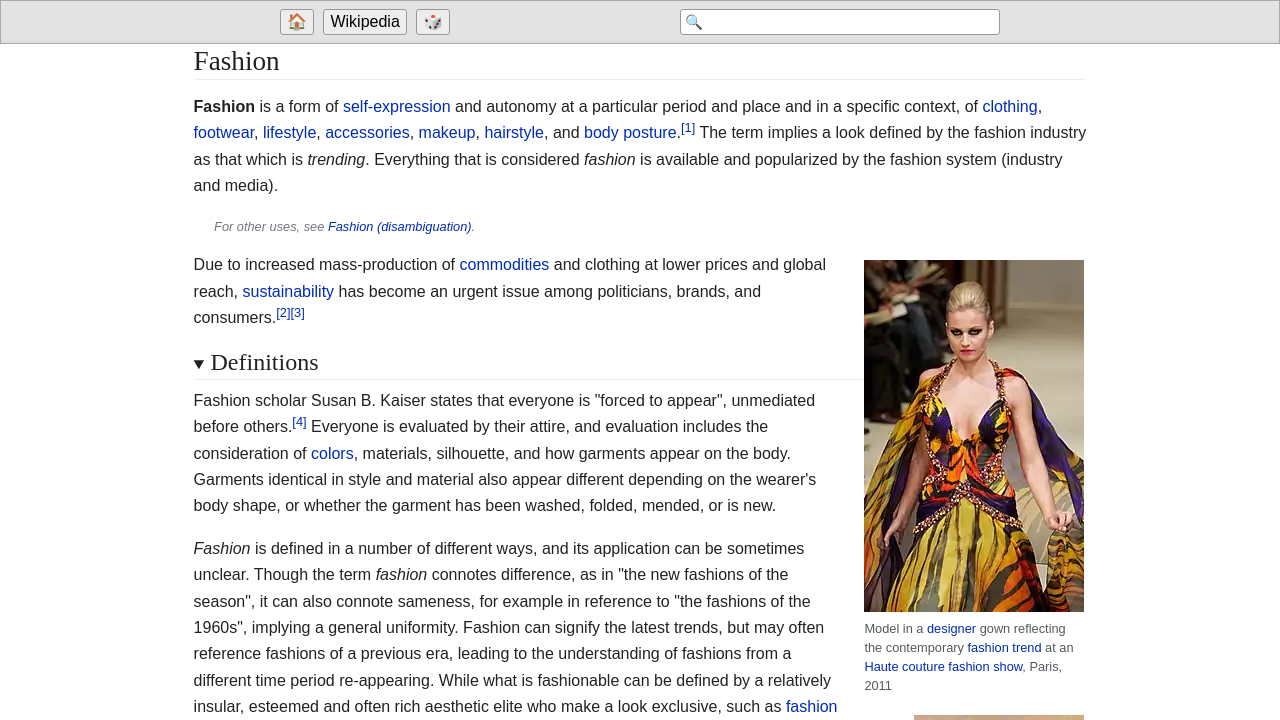 Wikipedia
Fashion
Fashion is a form of self-expression and autonomy at a particular period and place and in a specific context, of clothing,
footwear, lifestyle, accessories, makeup, hairstyle, and body posture.[1] The term implies a look defined by the fashion industry
as that which is trending. Everything that is considered fashion is available and popularized by the fashion system (industry
and media).
For other uses, see Fashion (disambiguation).
Due to increased mass-production of commodities and clothing at lower prices and global
reach, sustainability has become an urgent issue among politicians, brands, and
consumers.[2][3]
Definitions
Fashion scholar Susan B. Kaiser states that everyone is "forced to appear", unmediated
before others.[4] Everyone is evaluated by their attire, and evaluation includes the
consideration of colors, materials, silhouette, and how garments appear on the body.
Garments identical in style and material also appear different depending on the wearer's
body shape, or whether the garment has been washed, folded, mended, or is new.
Fashion is defined in a number of different ways, and its application can be sometimes
unclear. Though the term fashion connotes difference, as in "the new fashions of the
season", it can also connote sameness, for example in reference to "the fashions of the
1960s", implying a general uniformity. Fashion can signify the latest trends, but may often
reference fashions of a previous era, leading to the understanding of fashions from a
different time period re-appearing. While what is fashionable can be defined by a relatively
insular, esteemed and often rich aesthetic elite who make a look exclusive, such as fashion
Model in a designer gown reflecting
the contemporary fashion trend at an
Haute couture fashion show, Paris,
2011